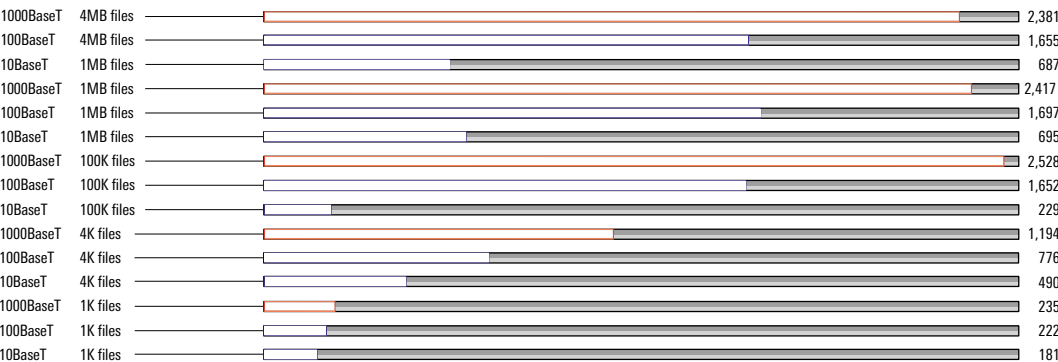 1000BaseT 4MB files 2,381
100BaseT 4MB files 1,655
10BaseT 1MB files 687
1000BaseT 1MB files 2,417
100BaseT 1MB files 1,697
10BaseT 1MB files 695
1000BaseT 100K files 2,528
100BaseT 100K files 1,652
10BaseT 100K files 229
1000BaseT 4K files 1,194
100BaseT 4K files 776
10BaseT 4K files 490
1000BaseT 1K files 235
100BaseT 1K files 222
10BaseT 1K files 181